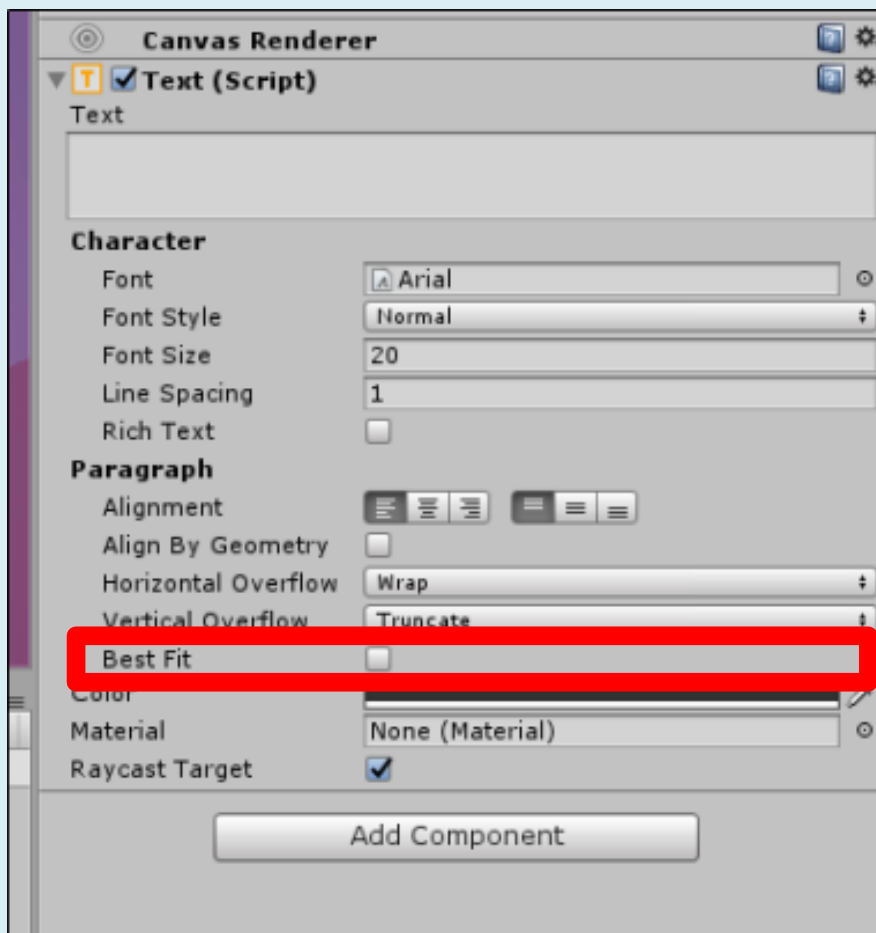 Canvas Renderer
Text (Script)
Text
Character
Font Arial
Font Style Normal
Font Size 20
Line Spacing 1
Rich Text
Paragraph
Alignment
Align By Geometry
Horizontal Overflow Wrap
Vertical Overflow Truncate
Best Fit
Color
Material None (Material)
Raycast Target
Add Component